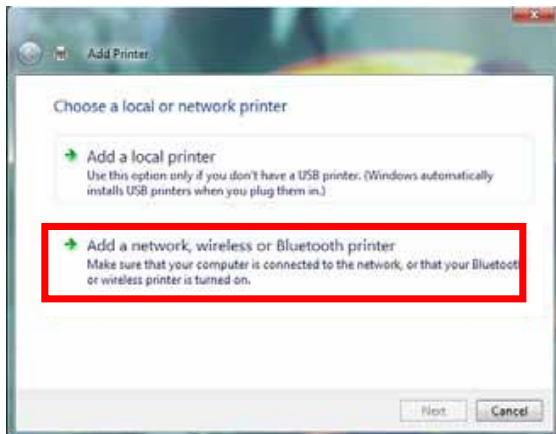 Add Printer
Choose a local or network printer
Add a local printer
Use this option only if you don't have a USB printer. (Windows automatically
installs USB printers when you plug them in.)
Add a network, wireless or Bluetooth printer
Make sure that your computer is connected to the network, or that your Bluetooth
or wireless printer is turned on.
Next
Cancel